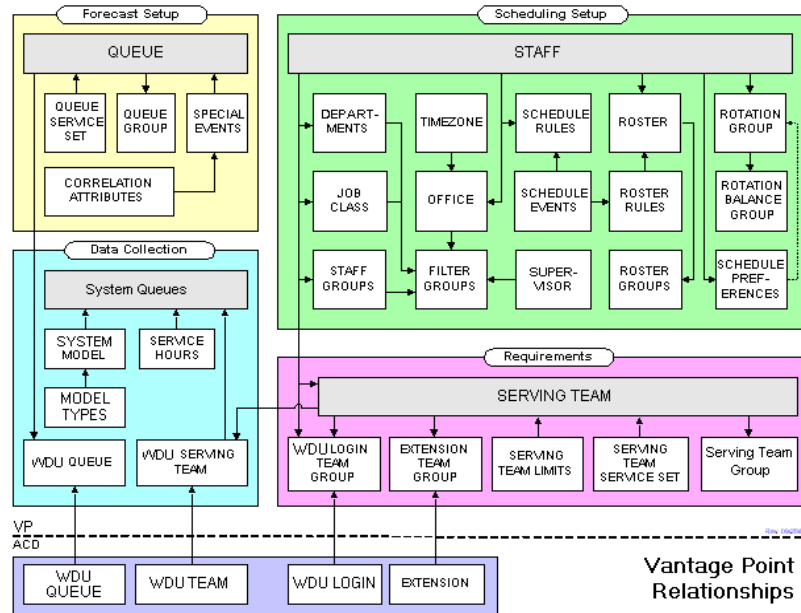 Forecast Setup
QUEUE
QUEUE
SERVICE
SET
QUEUE
GROUP
SPECIAL
EVENTS
CORRELATION
ATTRIBUTES
Scheduling Setup
STAFF
DEPART-
MENTS
TIMEZONE
SCHEDULE
RULES
ROSTER
ROTATION
GROUP
JOB
CLASS
OFFICE
SCHEDULE
EVENTS
ROSTER
RULES
ROTATION
BALANCE
GROUP
STAFF
GROUPS
FILTER
GROUPS
SUPER-
VISOR
ROSTER
GROUPS
SCHEDULE
PREF-
ERENCES
Data Collection
System Queues
SYSTEM
MODEL
SERVICE
HOURS
MODEL
TYPES
WDU QUEUE
WDU SERVING
TEAM
Requirements
SERVING TEAM
WDU LOGIN
TEAM
GROUP
EXTENSION
TEAM
GROUP
SERVING
TEAM LIMITS
SERVING
TEAM
SERVICE SET
Serving Team
Group
VP
ACD
WDU
QUEUE
WDU TEAM
WDU LOGIN
EXTENSION
Vantage Point
Relationships